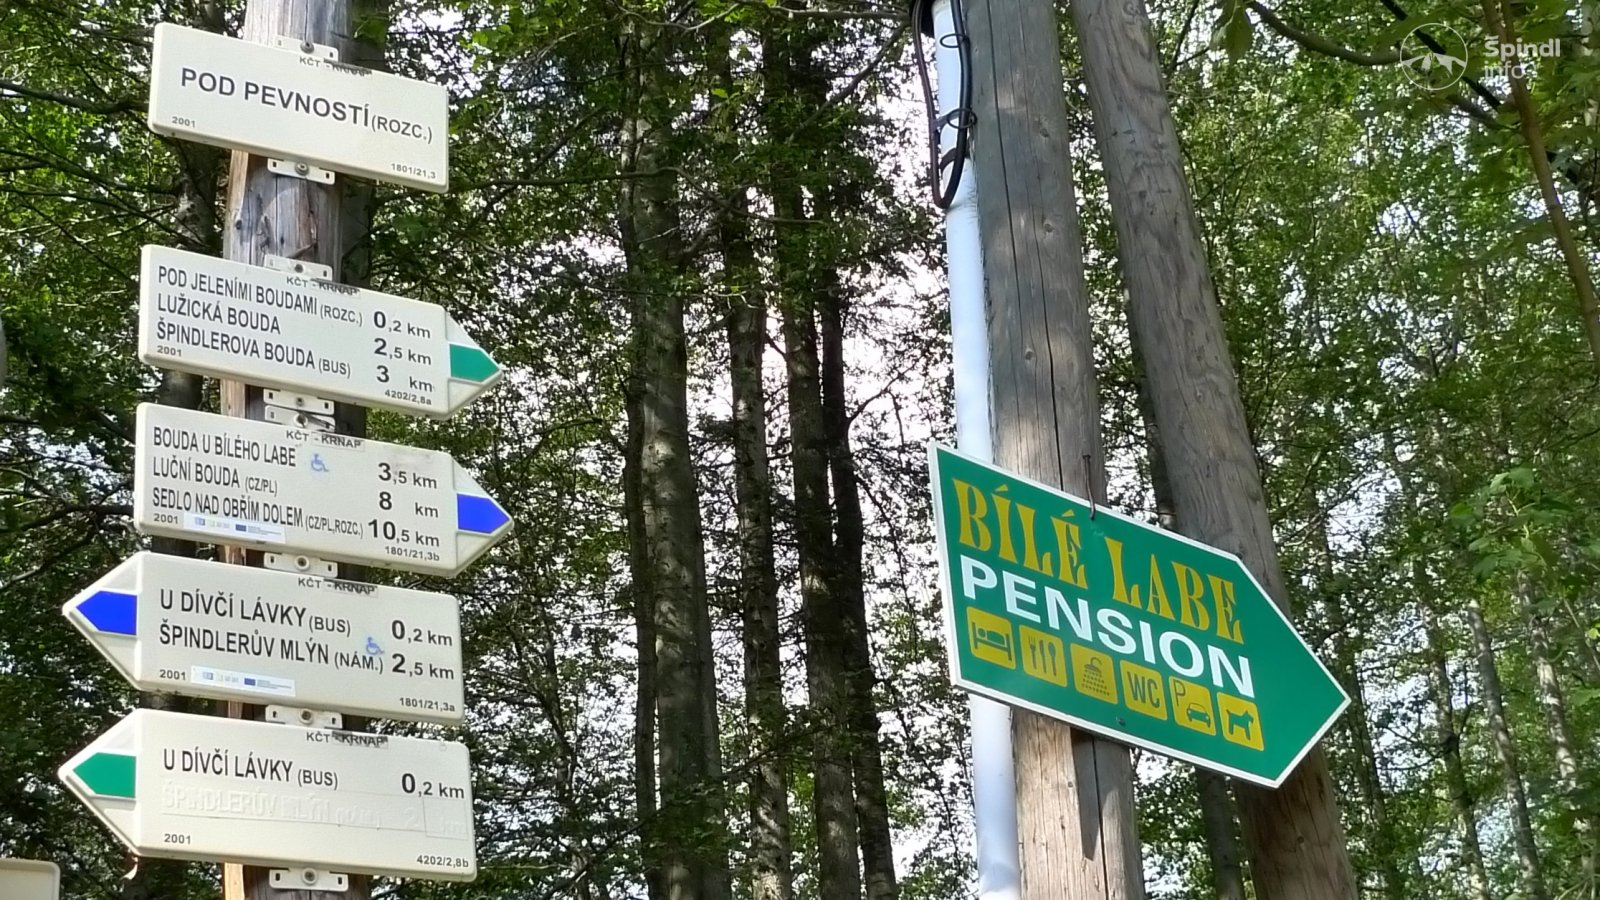 KČT - KRNAP
POD PEVNOSTÍ (ROZC.)
2001
1801/21,3
KČT - KRNAP
POD JELENÍMI BOUDAMI (ROZC.) 0,2 km
LUŽICKÁ BOUDA 2,5 km
ŠPINDLEROVA BOUDA (BUS) 3 km
2001
4202/2,8a
KČT - KRNAP
BOUDA U BÍLÉHO LABE 3,5 km
LUČNÍ BOUDA (CZ/PL) 8 km
SEDLO NAD OBŘÍM DOLEM (CZ/PL,ROZC.) 10,5 km
2001
1801/21,3b
KČT - KRNAP
U DÍVČÍ LÁVKY (BUS) 0,2 km
ŠPINDLERŮV MLÝN (NÁM.) 2,5 km
2001
1801/21,3a
KČT - KRNAP
U DÍVČÍ LÁVKY (BUS) 0,2 km
ŠPINDLERŮV MLÝN
2001
4202/2,8b
BÍLÉ LABE
PENSION
WC P
Špindl
info